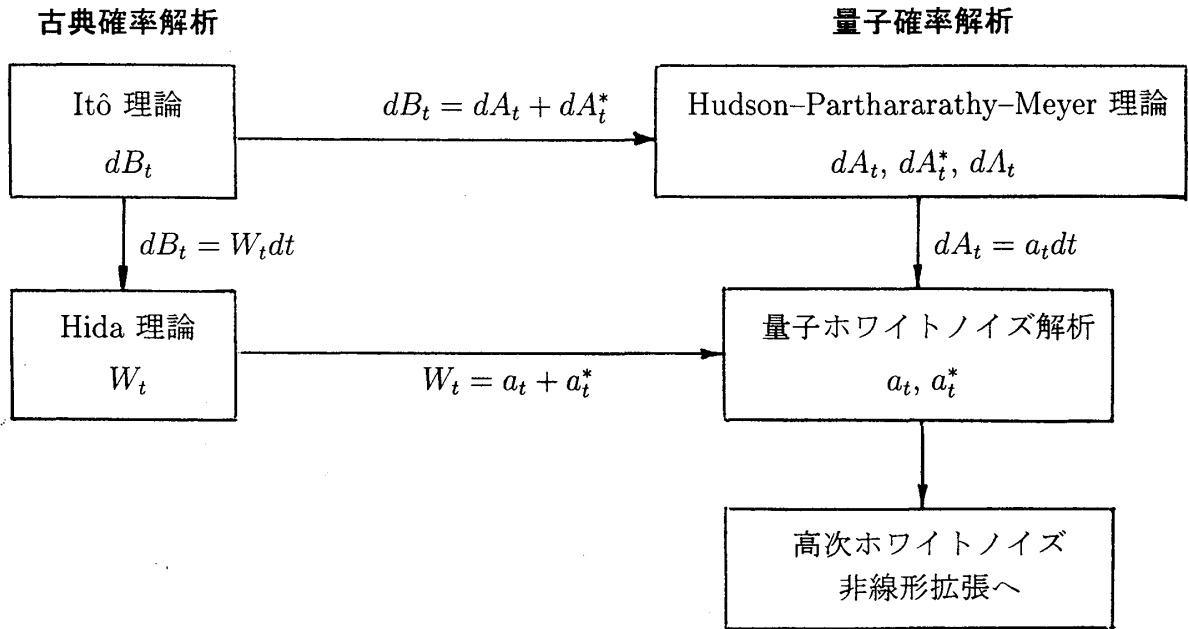 古典確率解析
量子確率解析
Itô 理論
dB_t
dB_t = dA_t + dA_t^*
Hudson–Parthararathy–Meyer 理論
dA_t, dA_t^*, dΛ_t
dB_t = W_t dt
dA_t = a_t dt
Hida 理論
W_t
W_t = a_t + a_t^*
量子ホワイトノイズ解析
a_t, a_t^*
高次ホワイトノイズ
非線形拡張へ